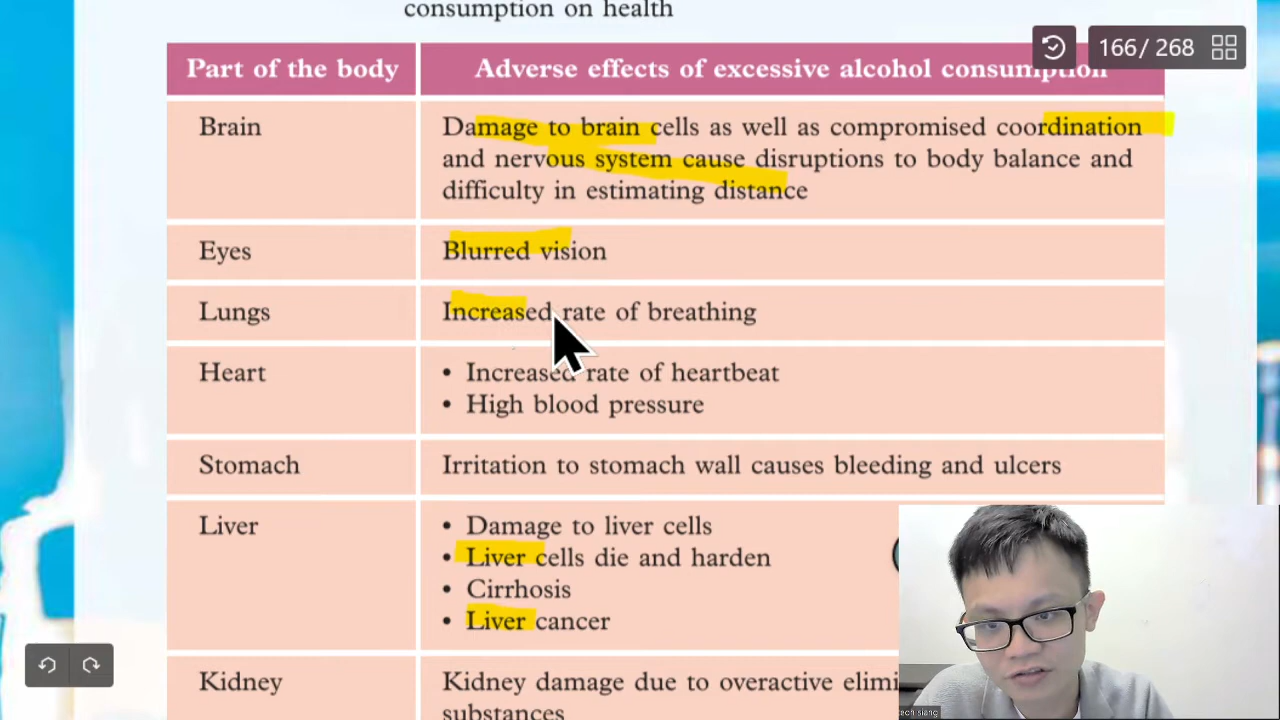 consumption on health
166/ 268
Part of the body
Adverse effects of excessive alcohol consumption
Brain
Damage to brain cells as well as compromised coordination
and nervous system cause disruptions to body balance and
difficulty in estimating distance
Eyes
Blurred vision
Lungs
Increased rate of breathing
Heart
• Increased rate of heartbeat
• High blood pressure
Stomach
Irritation to stomach wall causes bleeding and ulcers
Liver
• Damage to liver cells
• Liver cells die and harden
• Cirrhosis
• Liver cancer
Kidney
Kidney damage due to overactive elimi
substances